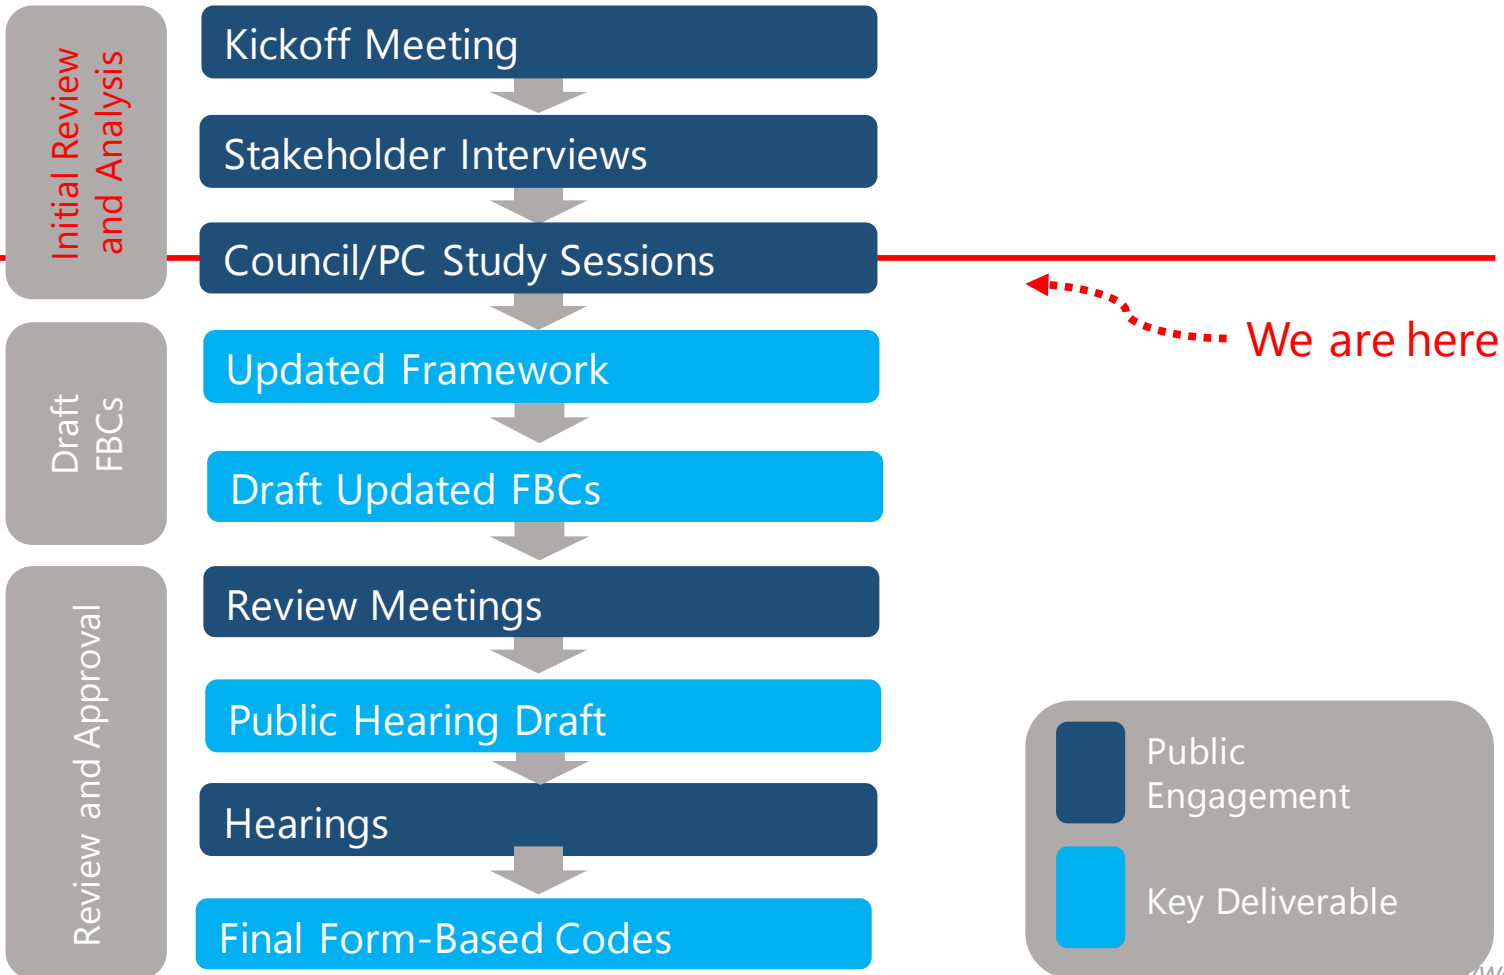 Initial Review
and Analysis
Kickoff Meeting
Stakeholder Interviews
Council/PC Study Sessions
We are here
Draft
FBCs
Updated Framework
Draft Updated FBCs
Review and Approval
Review Meetings
Public Hearing Draft
Hearings
Final Form-Based Codes
Public
Engagement
Key Deliverable